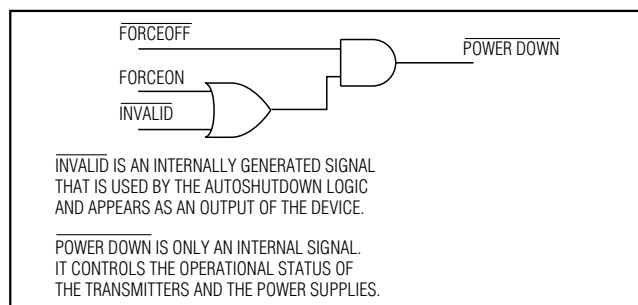 FORCEOFF
POWER DOWN
FORCEON
INVALID
INVALID IS AN INTERNALLY GENERATED SIGNAL
THAT IS USED BY THE AUTOSHUTDOWN LOGIC
AND APPEARS AS AN OUTPUT OF THE DEVICE.
POWER DOWN IS ONLY AN INTERNAL SIGNAL.
IT CONTROLS THE OPERATIONAL STATUS OF
THE TRANSMITTERS AND THE POWER SUPPLIES.